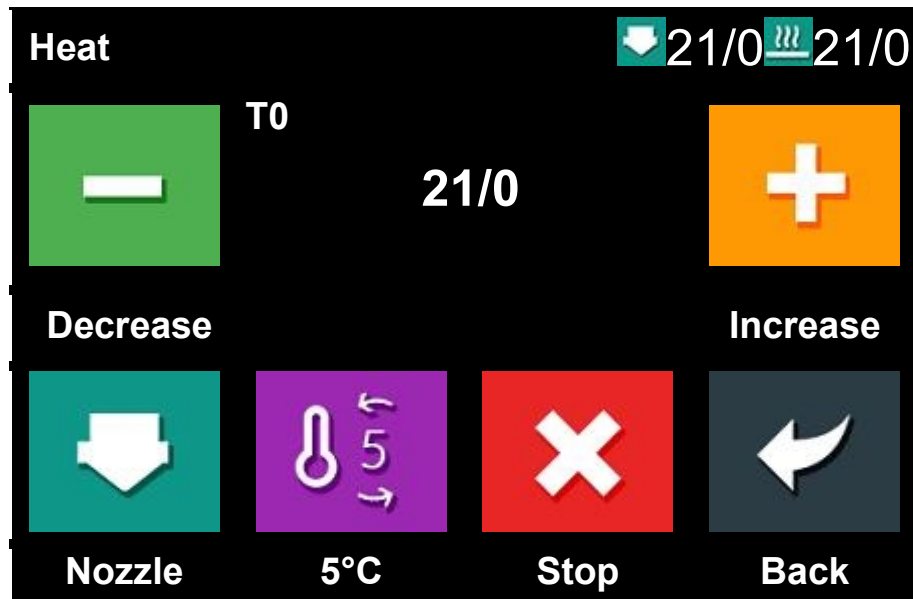 Heat 21/0 21/0
T0
21/0
Decrease Increase
5
Nozzle 5°C Stop Back